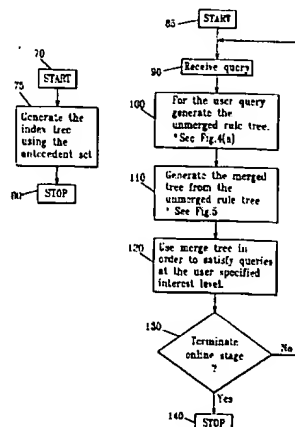 70
START
75
Generate the
index tree
using the
antecedent set
80
STOP
85
START
90
Receive query
100
For the user query
generate the
unmerged rule tree.
* See Fig.4(a)
110
Generate the merged
tree from the
unmerged rule tree
* See Fig.5
120
Use merge tree in
order to satisfy queries
at the user specified
interest level.
130
Terminate
online stage
?
No
Yes
140
STOP